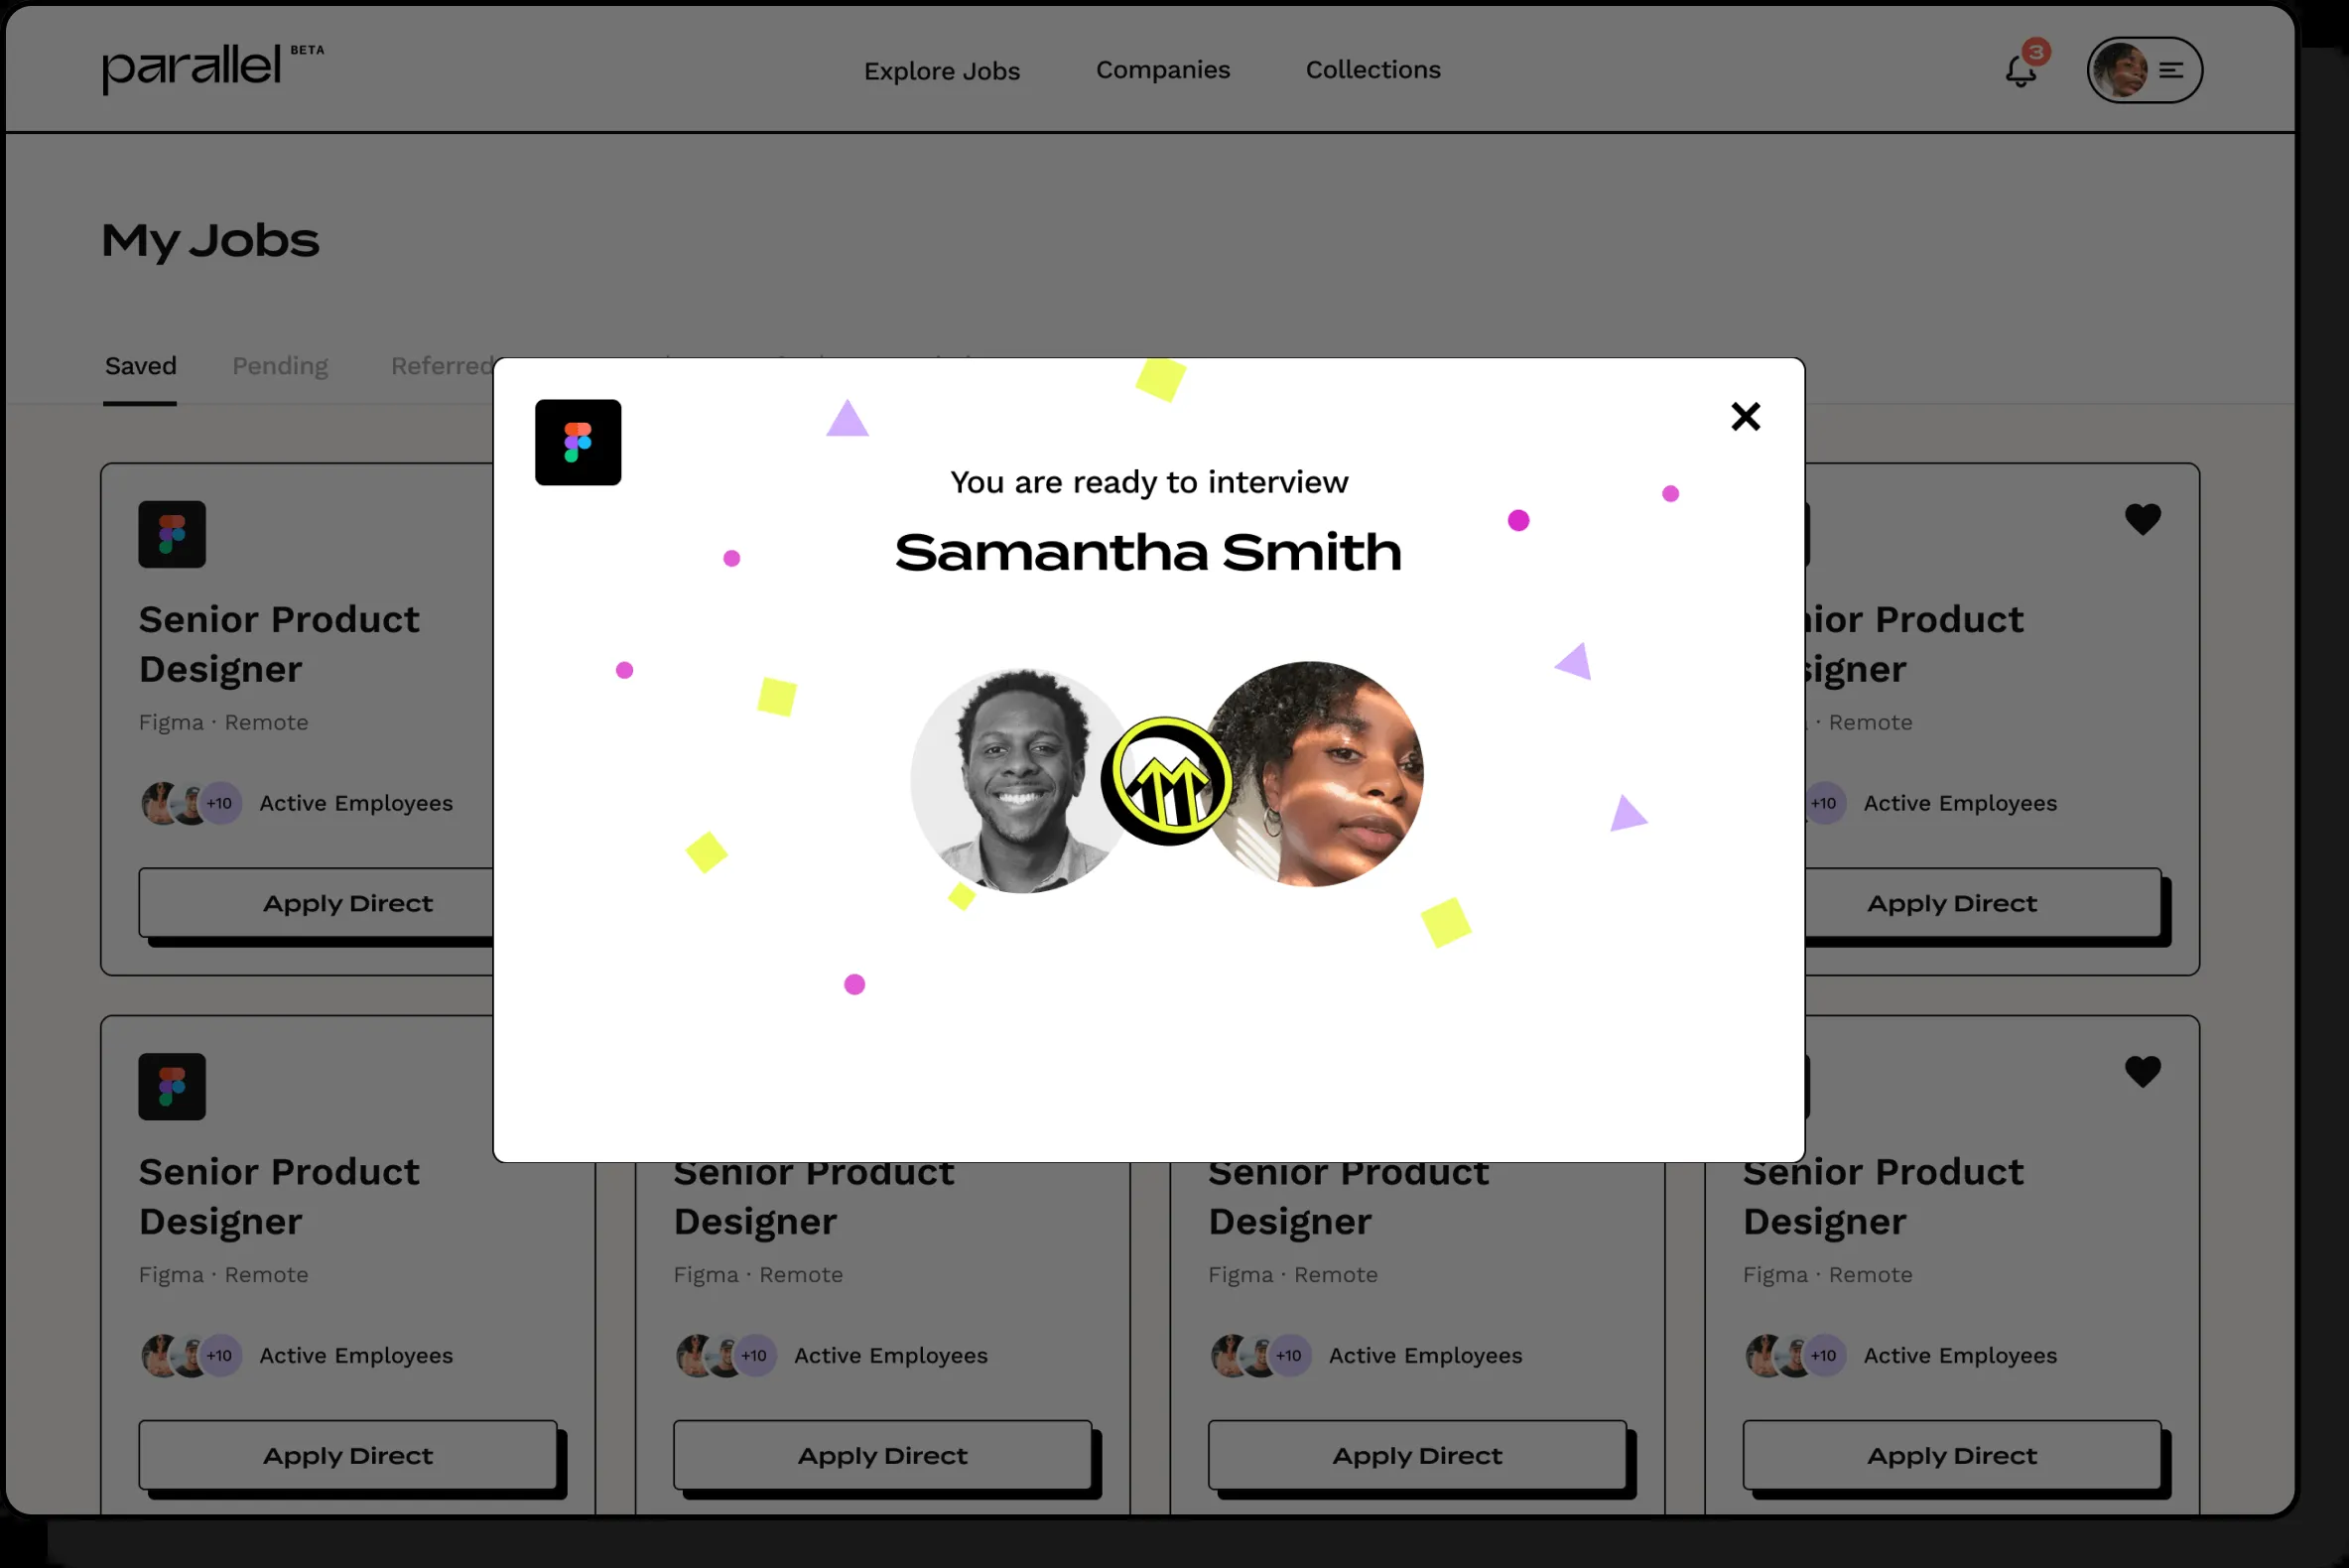 parallel BETA
Explore Jobs
Companies
Collections
3
My Jobs
Saved
Pending
Referred
You are ready to interview
Samantha Smith
Senior Product
Designer
Figma · Remote
+10 Active Employees
Apply Direct
Product
Remote
+10 Active Employees
Apply Direct
Senior Product
Designer
Figma · Remote
+10 Active Employees
Apply Direct
Senior Product
Designer
Figma · Remote
+10 Active Employees
Apply Direct
Senior Product
Designer
Figma · Remote
+10 Active Employees
Apply Direct
Senior Product
Designer
Figma · Remote
+10 Active Employees
Apply Direct